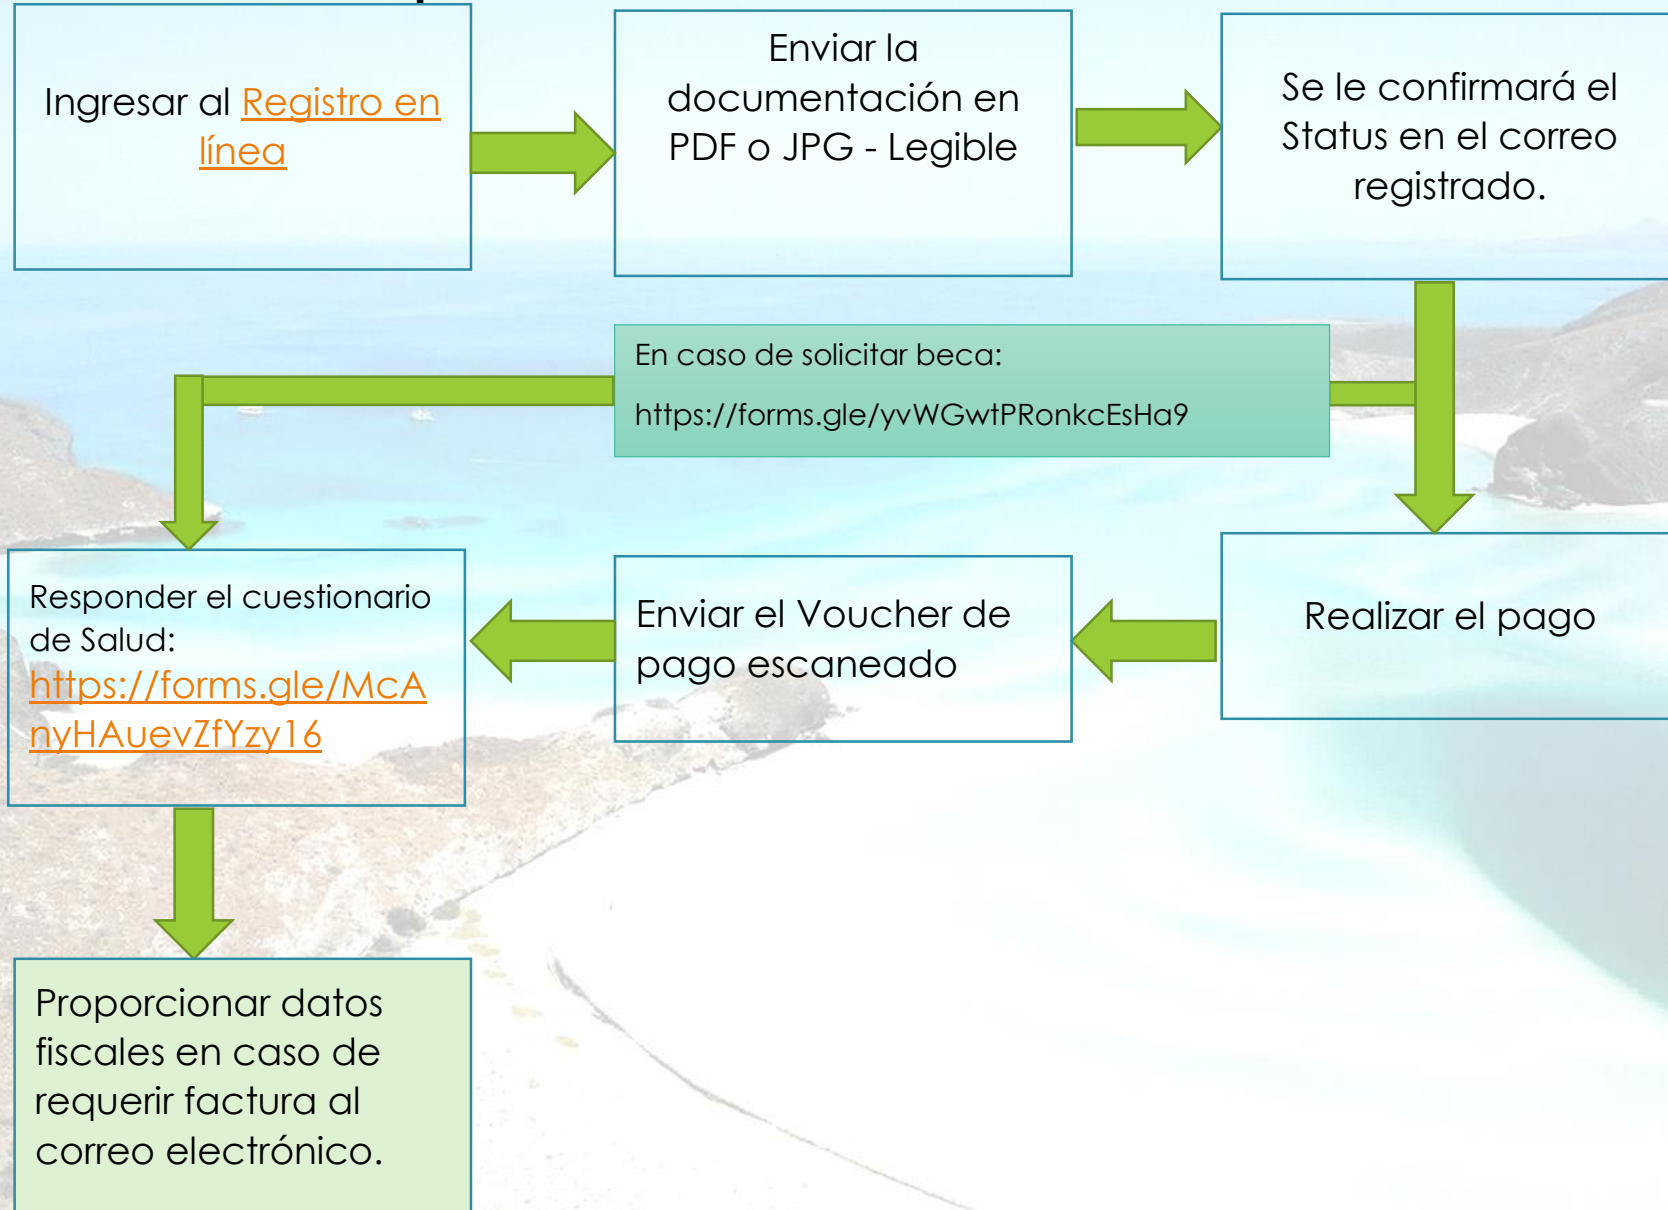 Ingresar al Registro en
línea
Enviar la
documentación en
PDF o JPG - Legible
Se le confirmará el
Status en el correo
registrado.
En caso de solicitar beca:
https://forms.gle/yvWGwtPRonkcEsHa9
Realizar el pago
Enviar el Voucher de
pago escaneado
Responder el cuestionario
de Salud:
https://forms.gle/McA
nyHAuevZfYzy16
Proporcionar datos
fiscales en caso de
requerir factura al
correo electrónico.